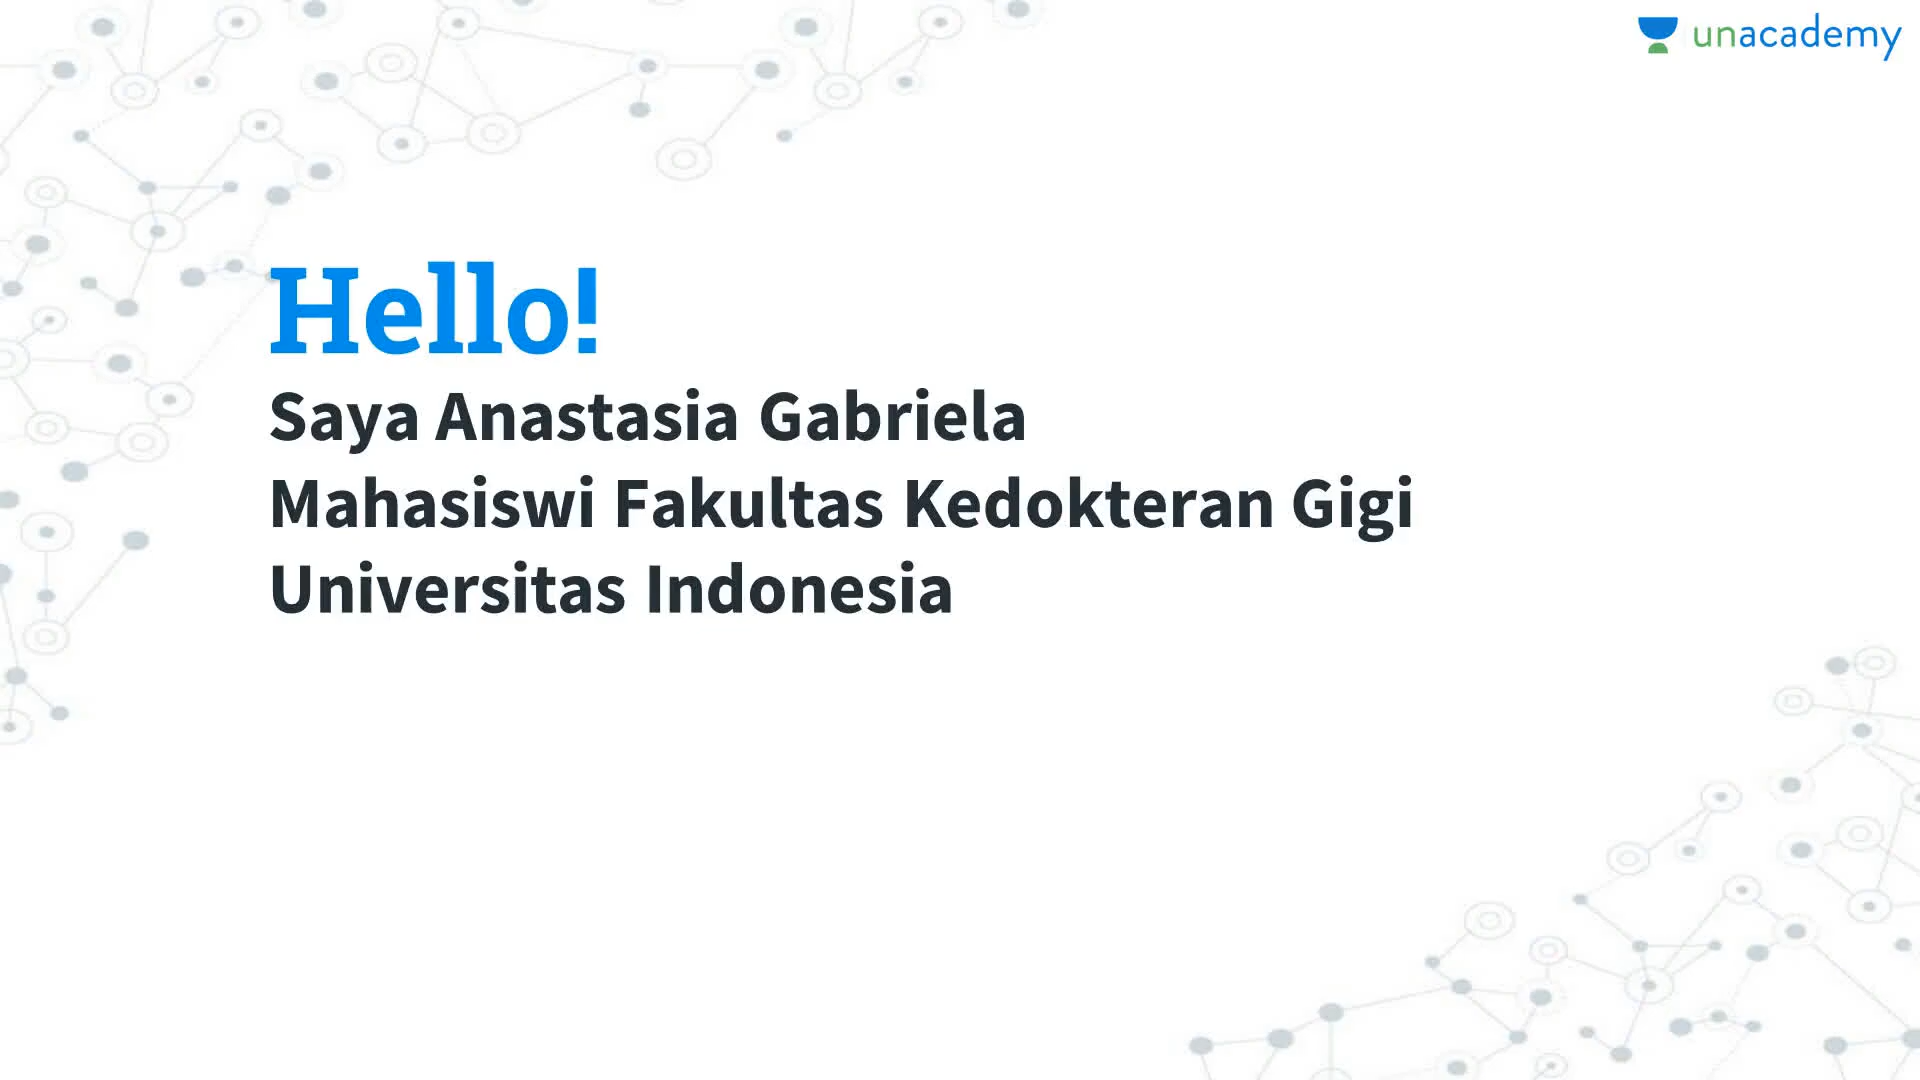 unacademy
Hello!
Saya Anastasia Gabriela
Mahasiswi Fakultas Kedokteran Gigi
Universitas Indonesia